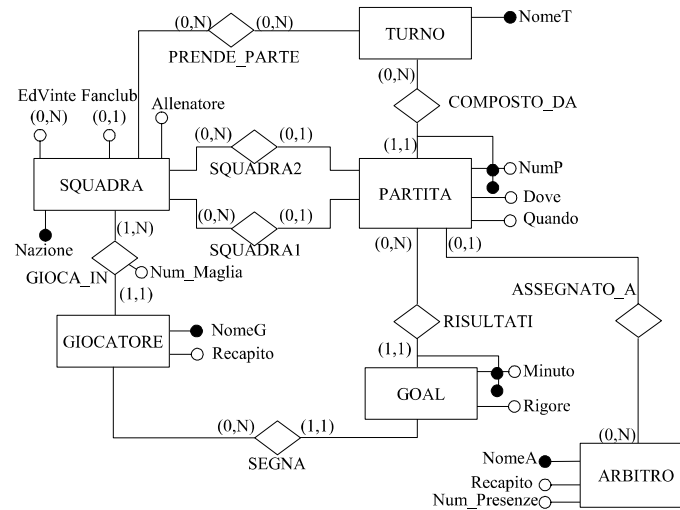 (0,N) (0,N)
TURNO
NomeT
PRENDE_PARTE
(0,N)
EdVinte Fanclub Allenatore
(0,N) (0,1)
COMPOSTO_DA
(0,N) (0,1)
(1,1)
SQUADRA
SQUADRA2
PARTITA
NumP
Dove
(0,N) (0,1)
Quando
Nazione
(1,N)
SQUADRA1
(0,N) (0,1)
GIOCA_IN
Num_Maglia
ASSEGNATO_A
(1,1)
RISULTATI
GIOCATORE
NomeG
Recapito
(1,1)
Minuto
GOAL
Rigore
(0,N) (1,1)
SEGNA
(0,N)
NomeA
Recapito
Num_Presenze
ARBITRO